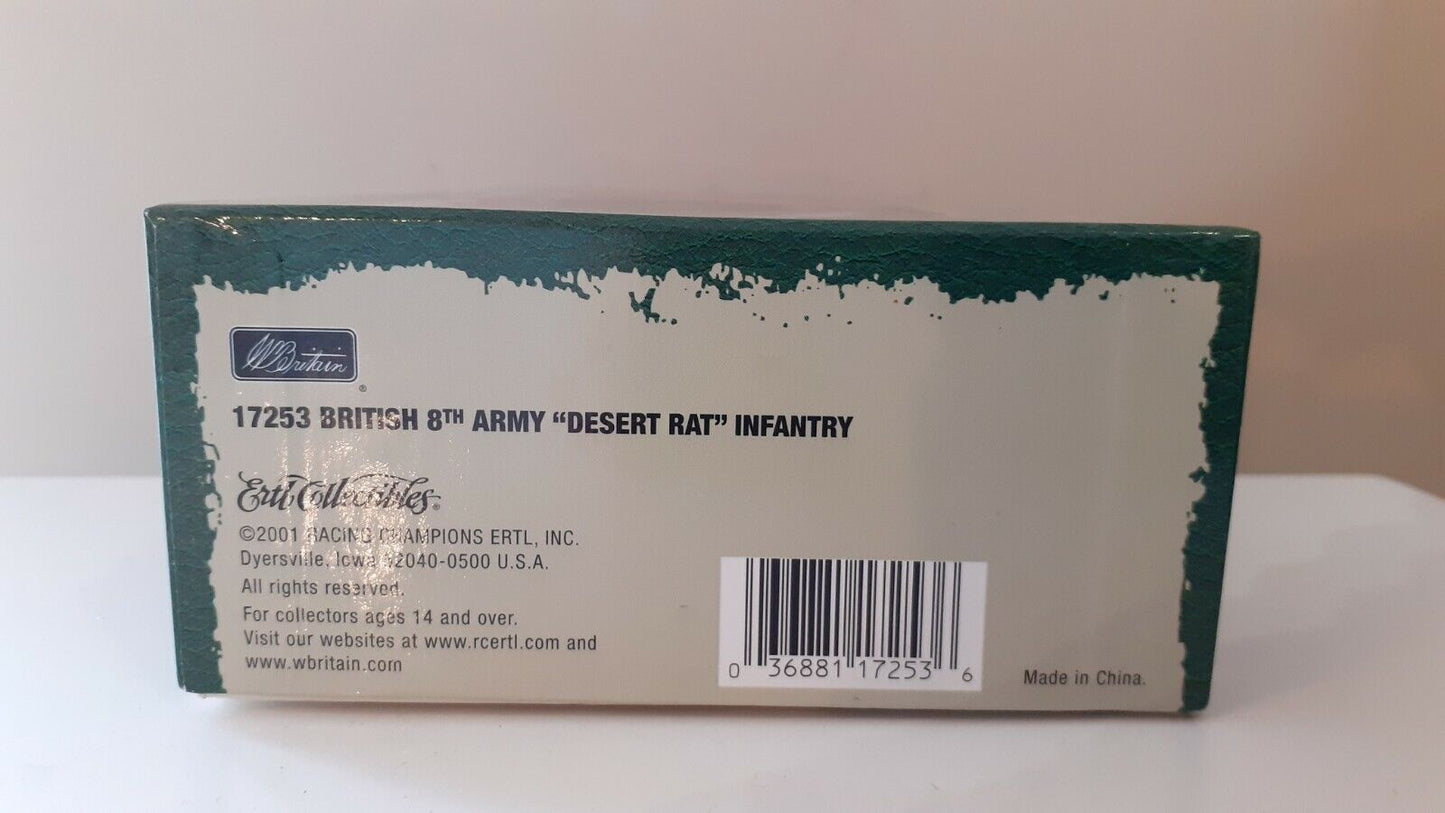 WBritain
®
17253 BRITISH 8TH ARMY “DESERT RAT” INFANTRY
Ertl Collectibles®
©2001 RACING CHAMPIONS ERTL, INC.
Dyersville, Iowa 52040-0500 U.S.A.
All rights reserved.
For collectors ages 14 and over.
Visit our websites at www.rcertl.com and
www.wbritain.com
0 36881 17253 6
Made in China.